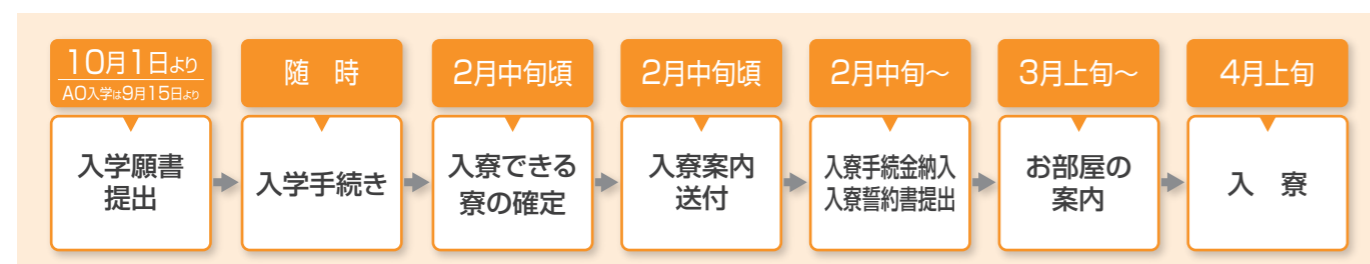 10月1日より
AO入学は9月15日より
入学願書
提出
随 時
入学手続き
2月中旬頃
入寮できる
寮の確定
2月中旬頃
入寮案内
送付
2月中旬～
入寮手続金納入
入寮誓約書提出
3月上旬～
お部屋の
案内
4月上旬
入 寮